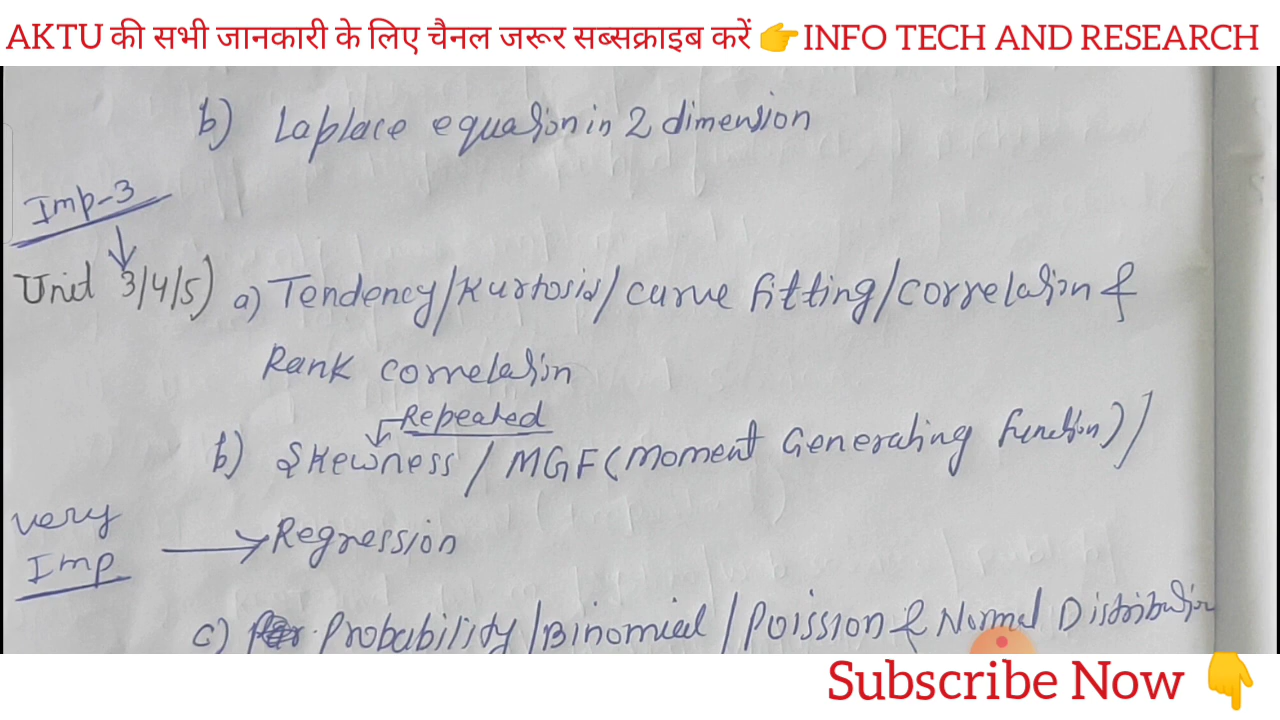 AKTU की सभी जानकारी के लिए चैनल जरूर सब्सक्राइब करें 👉 INFO TECH AND RESEARCH
b) Laplace equation in 2 dimension
Imp-3
Unit 3/4/5) a) Tendency/Kurtosis/curve fitting/correlation &
Rank correlation
Repeated
b) Skewness / MGF (Moment Generating function) /
very
Imp → Regression
c) Probability/Binomial/Poission & Normal Distribution
Subscribe Now 👇